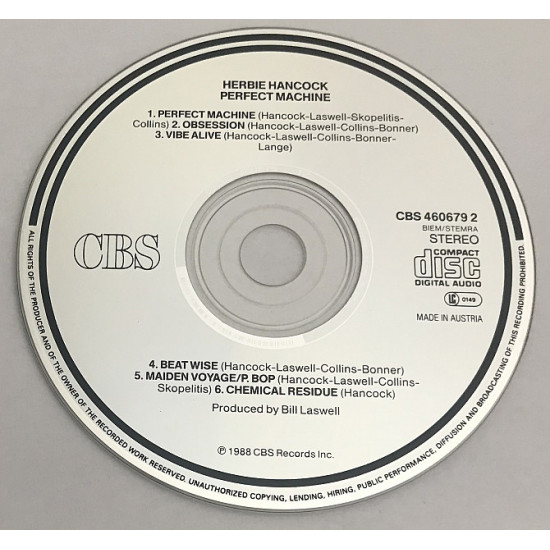 HERBIE HANCOCK
PERFECT MACHINE
1. PERFECT MACHINE (Hancock-Laswell-Skopelitis-
Collins) 2. OBSESSION (Hancock-Laswell-Collins-Bonner)
3. VIBE ALIVE (Hancock-Laswell-Collins-Bonner-
Lange)
CBS
CBS 460679 2
BIEM/STEMRA
STEREO
COMPACT
disc
DIGITAL AUDIO
LC 0149
MADE IN AUSTRIA
4. BEAT WISE (Hancock-Laswell-Collins-Bonner)
5. MAIDEN VOYAGE/P. BOP (Hancock-Laswell-Collins-
Skopelitis) 6. CHEMICAL RESIDUE (Hancock)
Produced by Bill Laswell
℗ 1988 CBS Records Inc.
ALL RIGHTS OF THE PRODUCER AND OF THE OWNER OF THE RECORDED WORK RESERVED. UNAUTHORIZED COPYING, LENDING, HIRING, PUBLIC PERFORMANCE, DIFFUSION AND BROADCASTING OF THIS RECORDING PROHIBITED.